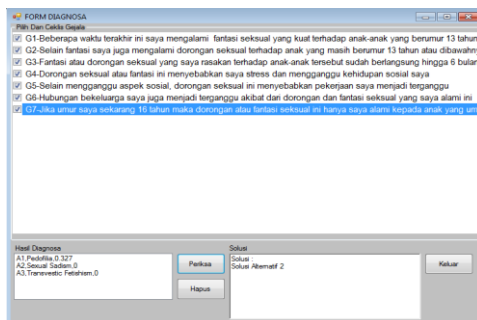 FORM DIAGNOSA
Pilih Dan Ceklis Gejala
G1-Beberapa waktu terakhir ini saya mengalami fantasi seksual yang kuat terhadap anak-anak yang berumur 13 tahun
G2-Selain fantasi saya juga mengalami dorongan seksual terhadap anak yang masih berumur 13 tahun atau dibawahn
G3-Fantasi atau dorongan seksual yang saya rasakan terhadap anak-anak tersebut sudah berlangsung hingga 6 bular
G4-Dorongan seksual atau fantasi ini menyebabkan saya stress dan mengganggu kehidupan sosial saya
G5-Selain mengganggu aspek sosial, dorongan seksual ini menyebabkan pekerjaan saya menjadi terganggu
G6-Hubungan bekeluarga saya juga menjadi terganggu akibat dari dorongan dan fantasi seksual yang saya alami ini
G7-Jika umur saya sekarang 16 tahun maka dorongan atau fantasi seksual ini hanya saya alami kepada anak yang um
Hasil Diagnosa
A1,Pedofilia,0.327
A2,Sexual Sadism,0
A3,Transvestic Fetishism,0
Periksa
Hapus
Solusi
Solusi :
Solusi Alternatif 2
Keluar